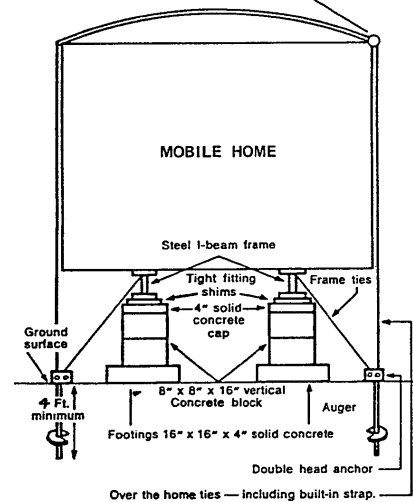 MOBILE HOME
Steel I-beam frame
Tight fitting
shims
Frame ties
4" solid
concrete
cap
Ground
surface
4 Ft.
minimum
8" x 8" x 16" vertical
Concrete block
Auger
Footings 16" x 16" x 4" solid concrete
Double head anchor
Over the home ties — including built-in strap.